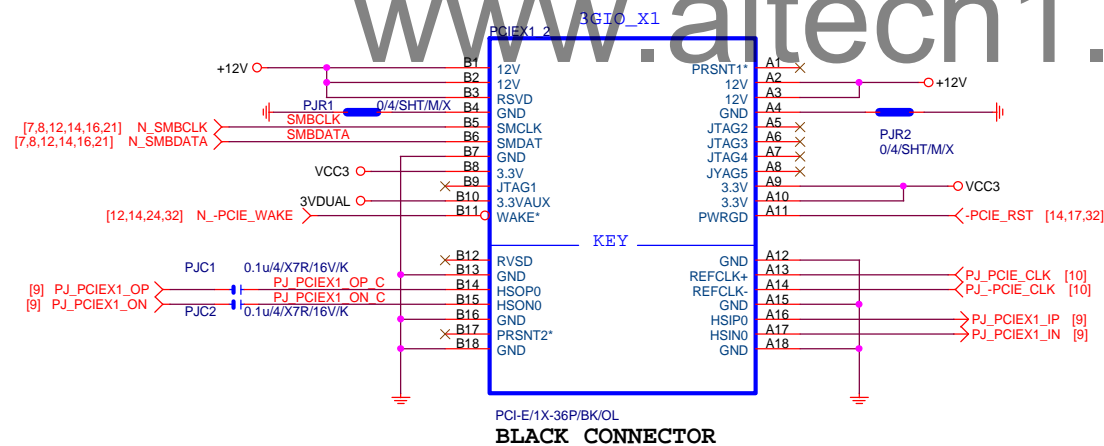 www.altech1.
3GIO_X1
PCIEX1_2
+12V
B1 12V
B2 12V
B3 RSVD
PJR1 0/4/SHT/M/X B4 GND
[7,8,12,14,16,21] N_SMBCLK SMBCLK B5 SMCLK
[7,8,12,14,16,21] N_SMBDATA SMBDATA B6 SMDAT
B7 GND
VCC3 B8 3.3V
B9 JTAG1
3VDUAL B10 3.3VAUX
[12,14,24,32] N_-PCIE_WAKE B11 WAKE*
PRSNT1* A1
12V A2 +12V
12V A3
GND A4
JTAG2 A5
JTAG3 A6
JTAG4 A7
JYAG5 A8
PJR2
0/4/SHT/M/X
3.3V A9 VCC3
3.3V A10
PWRGD A11 -PCIE_RST [14,17,32]
KEY
B12 RVSD
B13 GND
PJC1 0.1u/4/X7R/16V/K
[9] PJ_PCIEX1_OP PJ_PCIEX1_OP_C B14 HSOP0
[9] PJ_PCIEX1_ON PJ_PCIEX1_ON_C B15 HSON0
PJC2 0.1u/4/X7R/16V/K
B16 GND
B17 PRSNT2*
B18 GND
GND A12
REFCLK+ A13 PJ_PCIE_CLK [10]
REFCLK- A14 PJ_-PCIE_CLK [10]
GND A15
HSIP0 A16 PJ_PCIEX1_IP [9]
HSIN0 A17 PJ_PCIEX1_IN [9]
GND A18
PCI-E/1X-36P/BK/OL
BLACK CONNECTOR